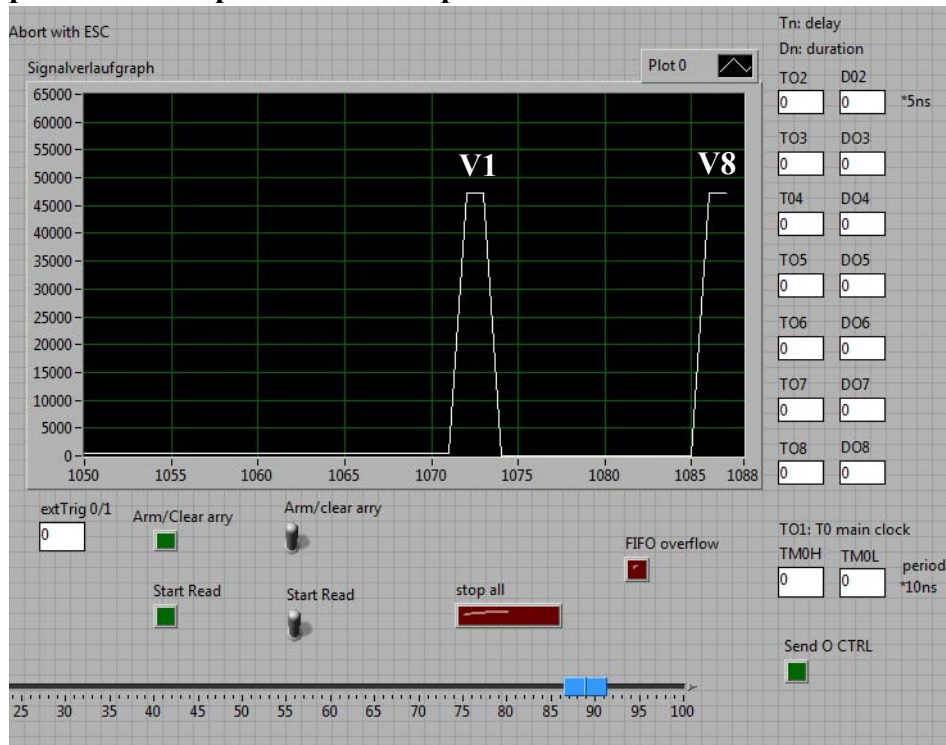 Abort with ESC
Signalverlaufgraph
Plot 0
65000
60000
55000
50000
45000
40000
35000
30000
25000
20000
15000
10000
5000
0
V1
V8
1050 1055 1060 1065 1070 1075 1080 1085 1088
Tn: delay
Dn: duration
TO2 D02
0 0 *5ns
TO3 DO3
0 0
T04 DO4
0 0
TO5 DO5
0 0
TO6 DO6
0 0
TO7 DO7
0 0
TO8 DO8
0 0
extTrig 0/1
0
Arm/Clear arry
Arm/clear arry
Start Read
Start Read
FIFO overflow
stop all
TO1: T0 main clock
TM0H TM0L
0 0
period
*10ns
Send O CTRL
25 30 35 40 45 50 55 60 65 70 75 80 85 90 95 100